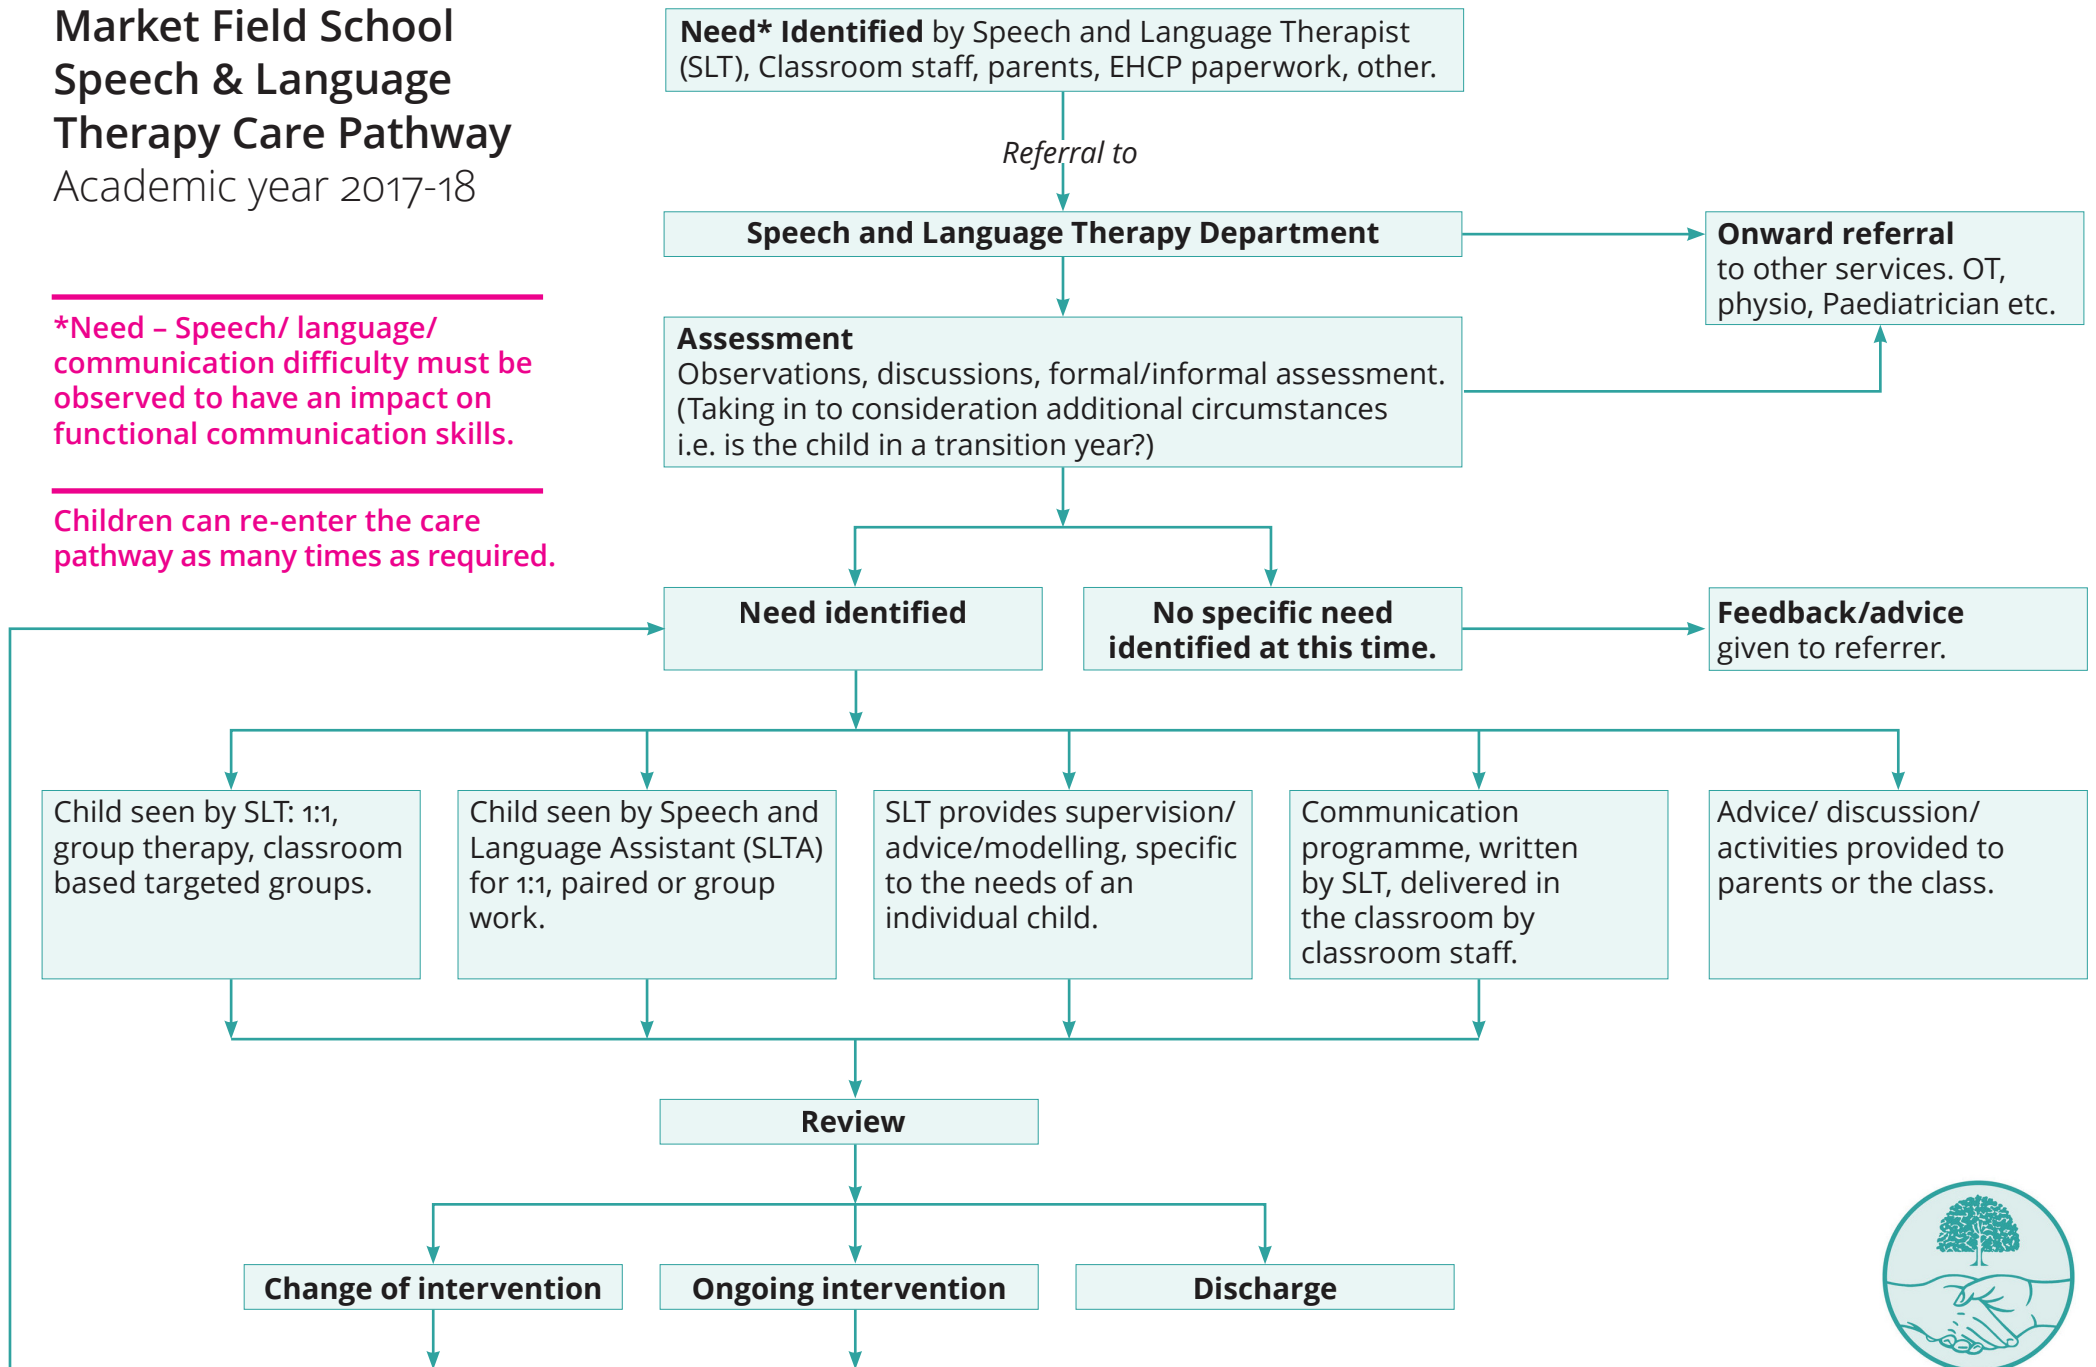 Market Field School
Speech & Language
Therapy Care Pathway
Academic year 2017-18
*Need – Speech/ language/
communication difficulty must be
observed to have an impact on
functional communication skills.
Children can re-enter the care
pathway as many times as required.
Need* Identified by Speech and Language Therapist
(SLT), Classroom staff, parents, EHCP paperwork, other.
Referral to
Speech and Language Therapy Department
Onward referral
to other services. OT,
physio, Paediatrician etc.
Assessment
Observations, discussions, formal/informal assessment.
(Taking in to consideration additional circumstances
i.e. is the child in a transition year?)
Need identified
No specific need
identified at this time.
Feedback/advice
given to referrer.
Child seen by SLT: 1:1,
group therapy, classroom
based targeted groups.
Child seen by Speech and
Language Assistant (SLTA)
for 1:1, paired or group
work.
SLT provides supervision/
advice/modelling, specific
to the needs of an
individual child.
Communication
programme, written
by SLT, delivered in
the classroom by
classroom staff.
Advice/ discussion/
activities provided to
parents or the class.
Review
Change of intervention
Ongoing intervention
Discharge